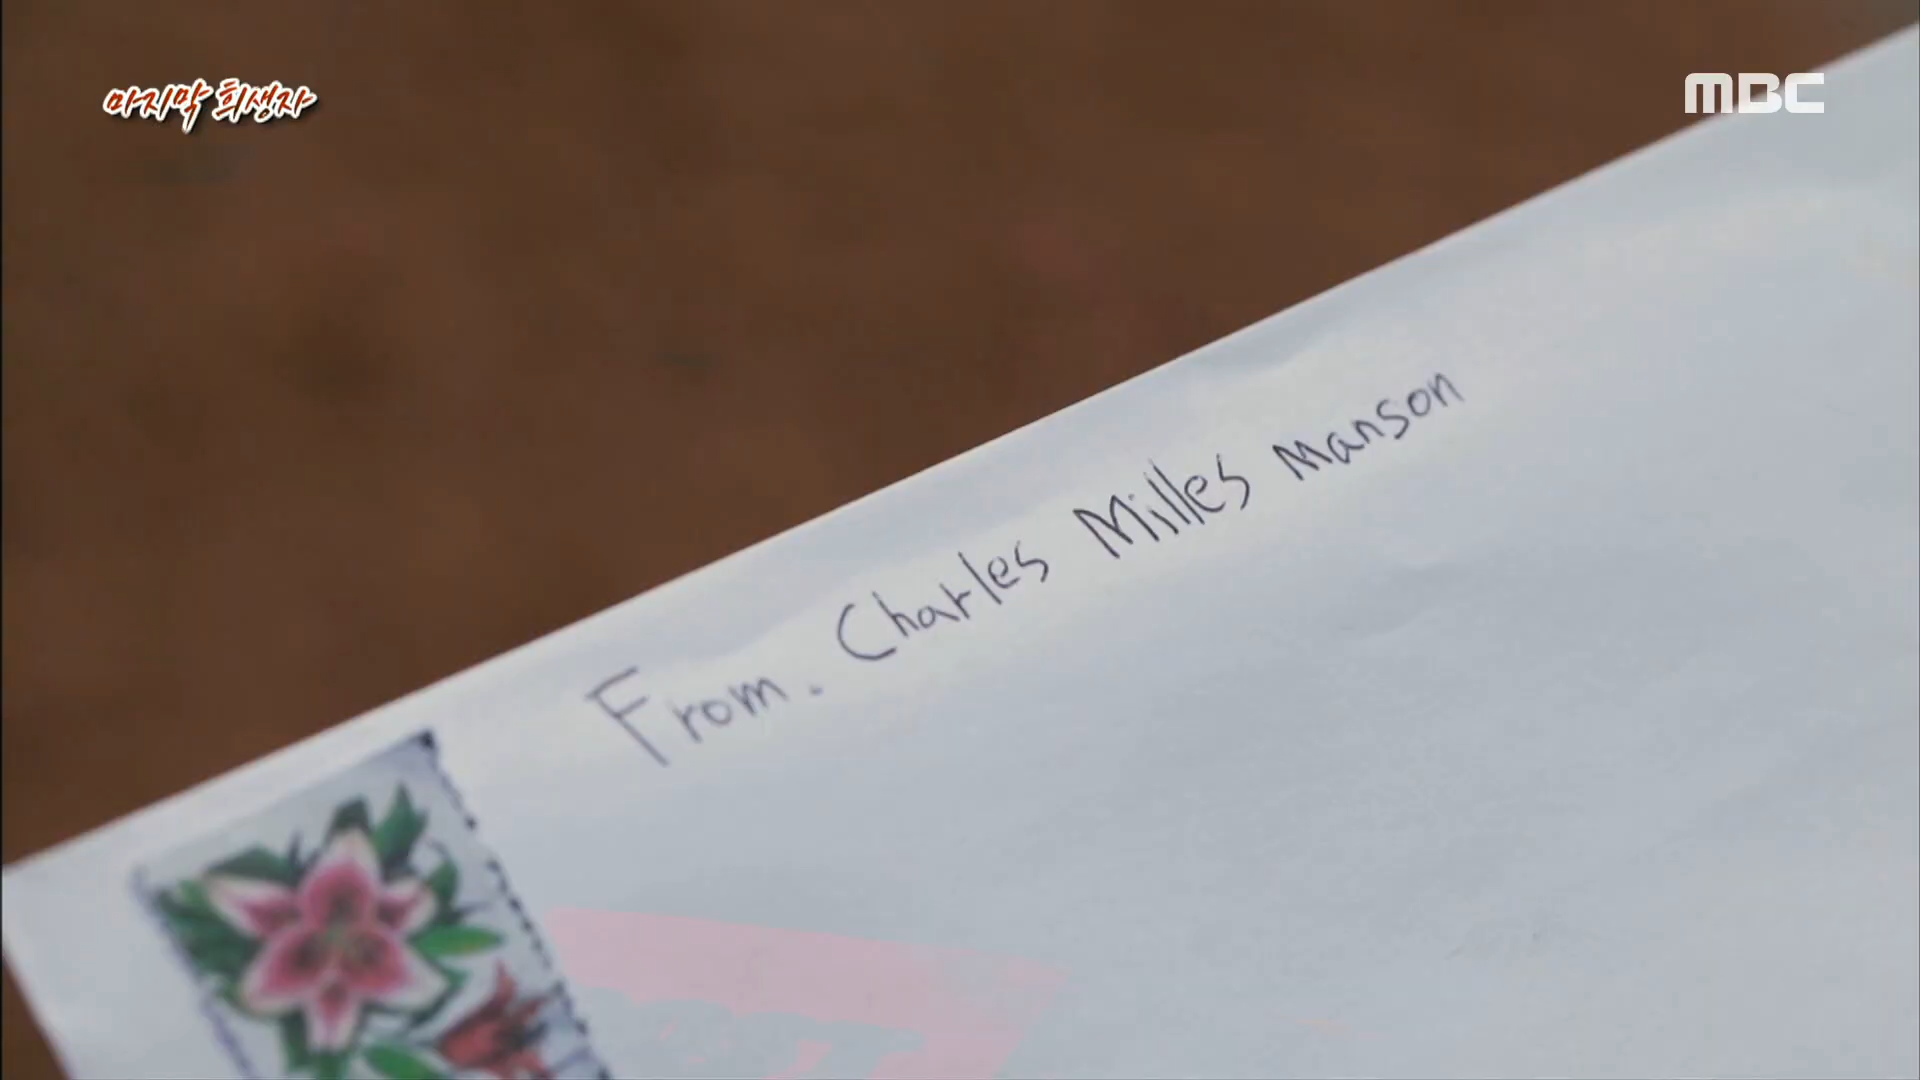 마지막 희생자
MBC
From. Charles Milles manson